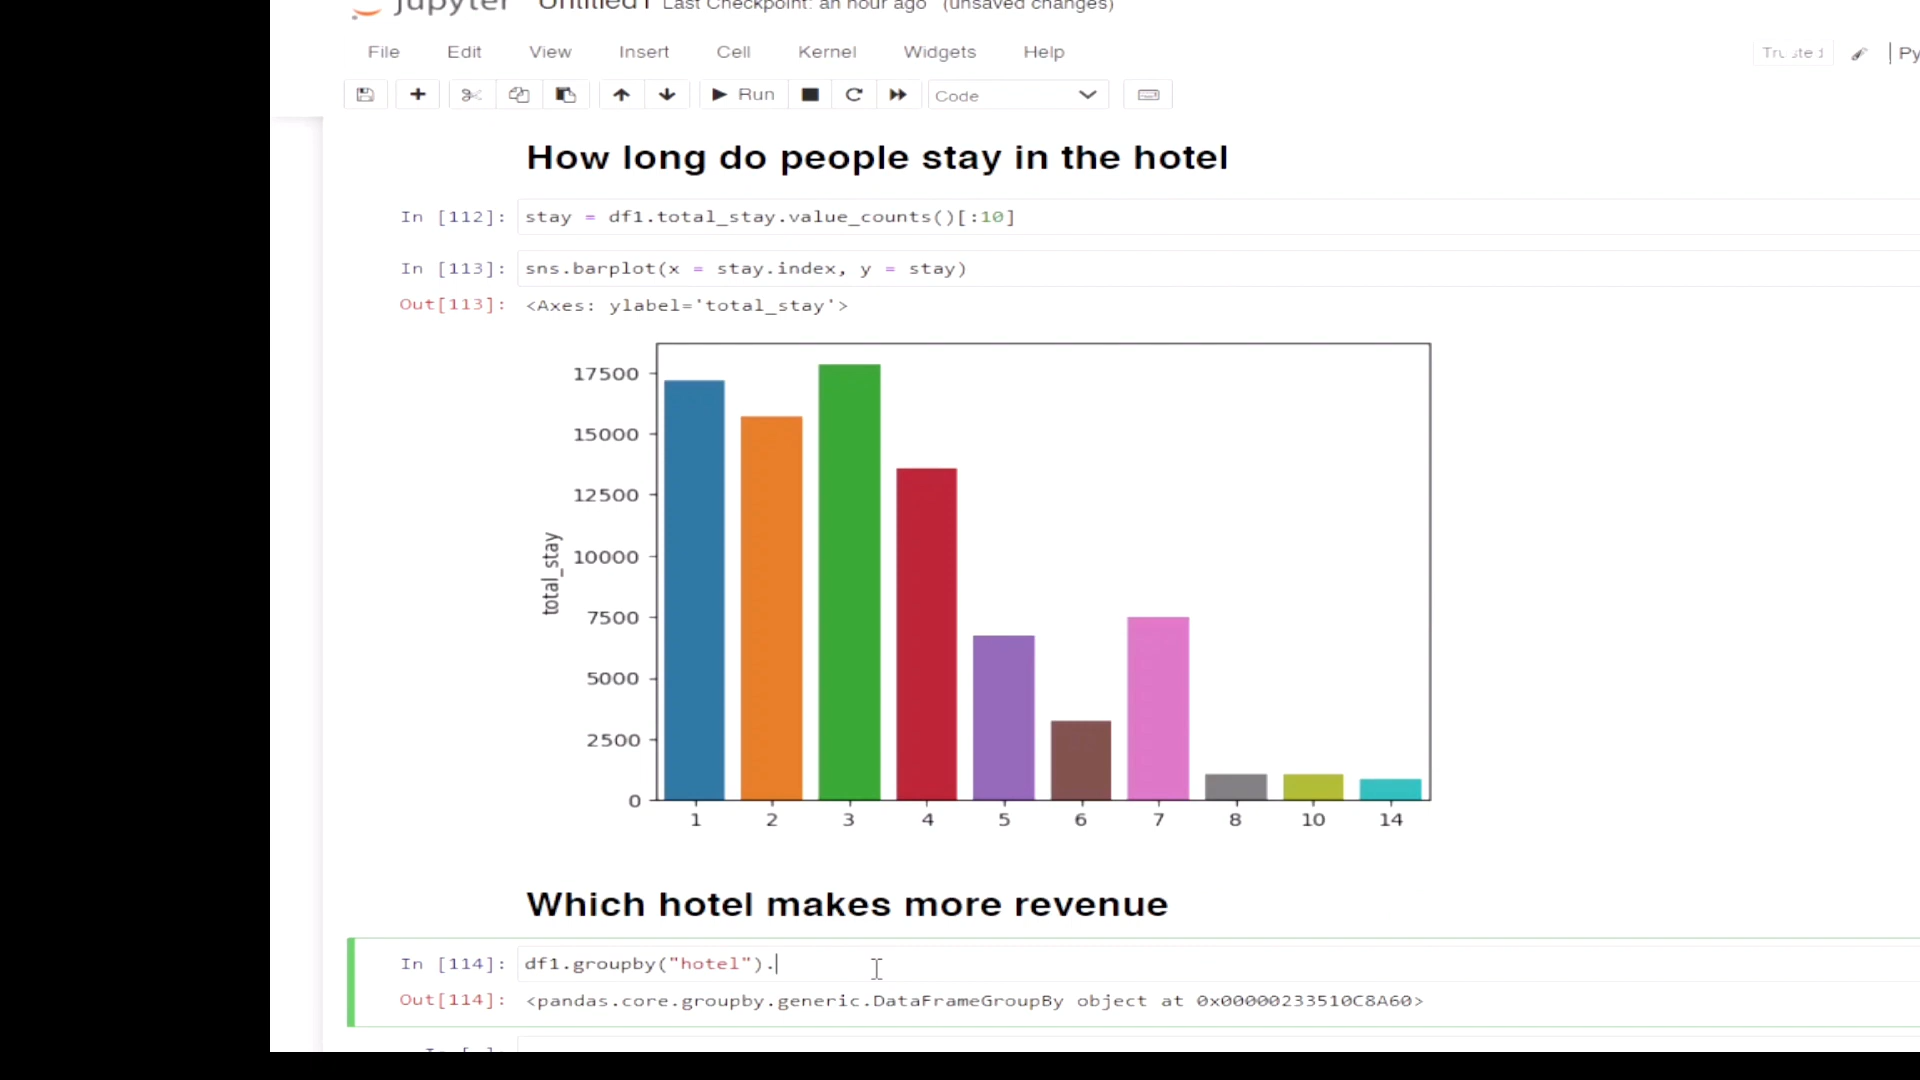 jupyter Untitled1 Last Checkpoint: an hour ago (unsaved changes)
File Edit View Insert Cell Kernel Widgets Help
Trusted Py
Run Code
How long do people stay in the hotel
In [112]: stay = df1.total_stay.value_counts()[:10]
In [113]: sns.barplot(x = stay.index, y = stay)
Out[113]: <Axes: ylabel='total_stay'>
17500
15000
12500
10000
7500
5000
2500
0
total_stay
1 2 3 4 5 6 7 8 10 14
Which hotel makes more revenue
In [114]: df1.groupby("hotel").
Out[114]: <pandas.core.groupby.generic.DataFrameGroupBy object at 0x00000233510C8A60>